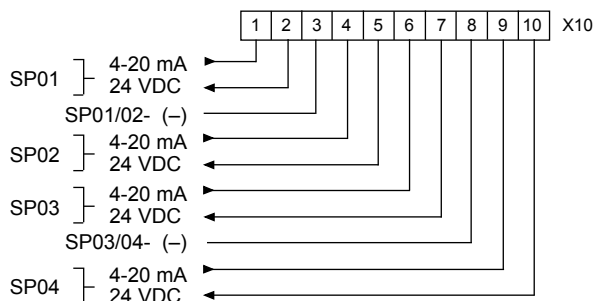 1 2 3 4 5 6 7 8 9 10 X10
4-20 mA
SP01
24 VDC
SP01/02- (–)
4-20 mA
SP02
24 VDC
4-20 mA
SP03
24 VDC
SP03/04- (–)
4-20 mA
SP04
24 VDC